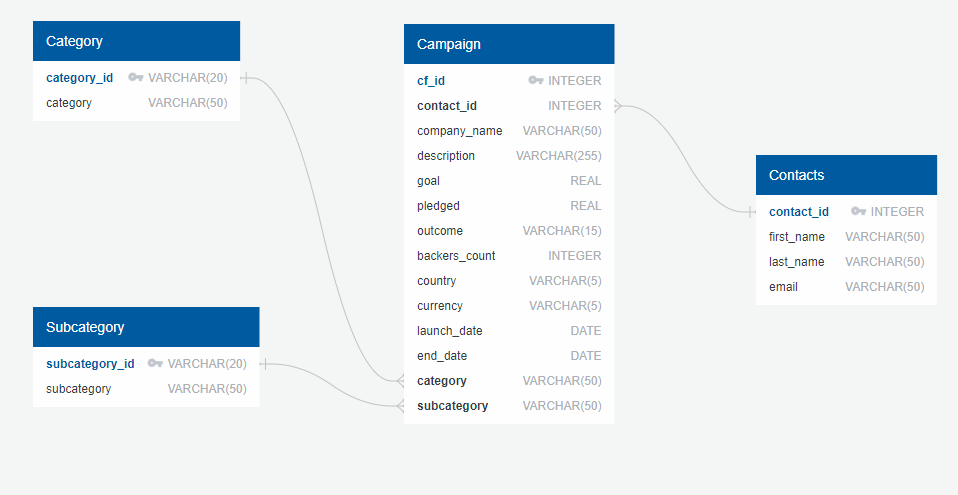 Category
category_id VARCHAR(20)
category VARCHAR(50)
Campaign
cf_id INTEGER
contact_id INTEGER
company_name VARCHAR(50)
description VARCHAR(255)
goal REAL
pledged REAL
outcome VARCHAR(15)
backers_count INTEGER
country VARCHAR(5)
currency VARCHAR(5)
launch_date DATE
end_date DATE
category VARCHAR(50)
subcategory VARCHAR(50)
Contacts
contact_id INTEGER
first_name VARCHAR(50)
last_name VARCHAR(50)
email VARCHAR(50)
Subcategory
subcategory_id VARCHAR(20)
subcategory VARCHAR(50)